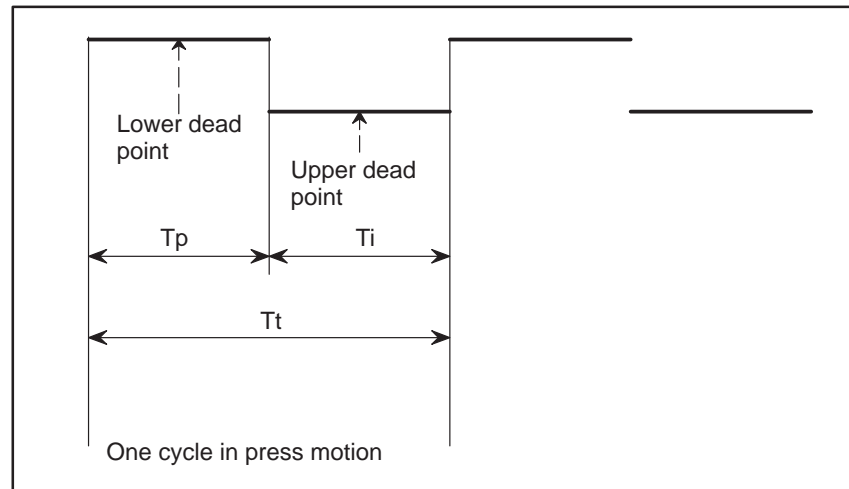 Lower dead
point
Upper dead
point
Tp
Ti
Tt
One cycle in press motion